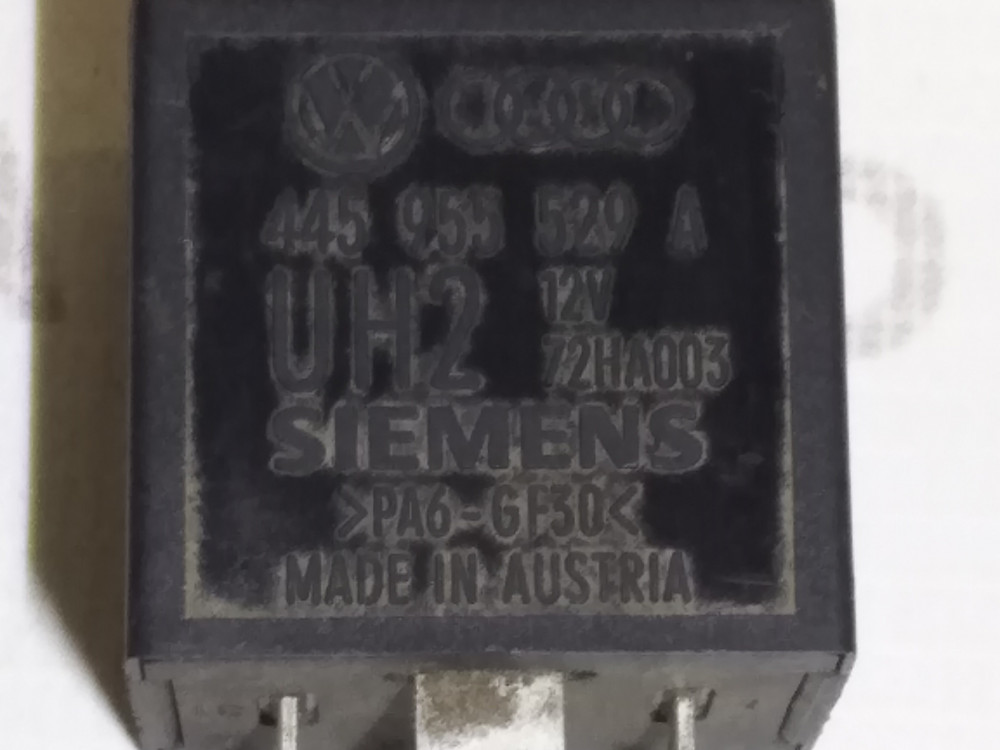 445 955 529 A
UH2 12V
72HA003
SIEMENS
>PA6-GF30<
MADE IN AUSTRIA